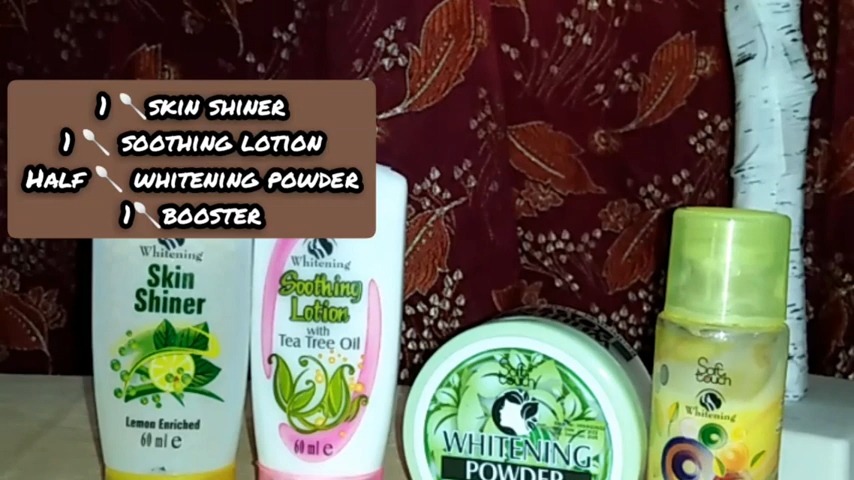 1 SKIN SHINER
1 SOOTHING LOTION
HALF WHITENING POWDER
1 BOOSTER
Whitening
Skin
Shiner
Lemon Enriched
60 ml e
Whitening
Soothing
Lotion
with
Tea Tree Oil
60 ml e
Soft
touch
WHITENING
POWDER
Soft
touch
Whitening